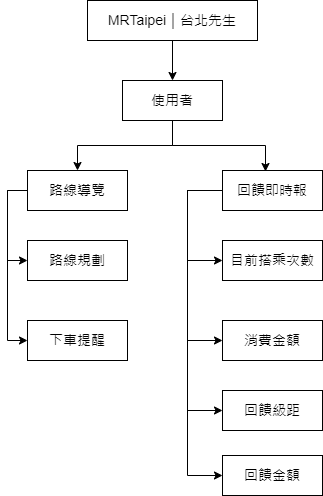 MRTaipei｜台北先生
使用者
路線導覽
回饋即時報
路線規劃
目前搭乘次數
下車提醒
消費金額
回饋級距
回饋金額